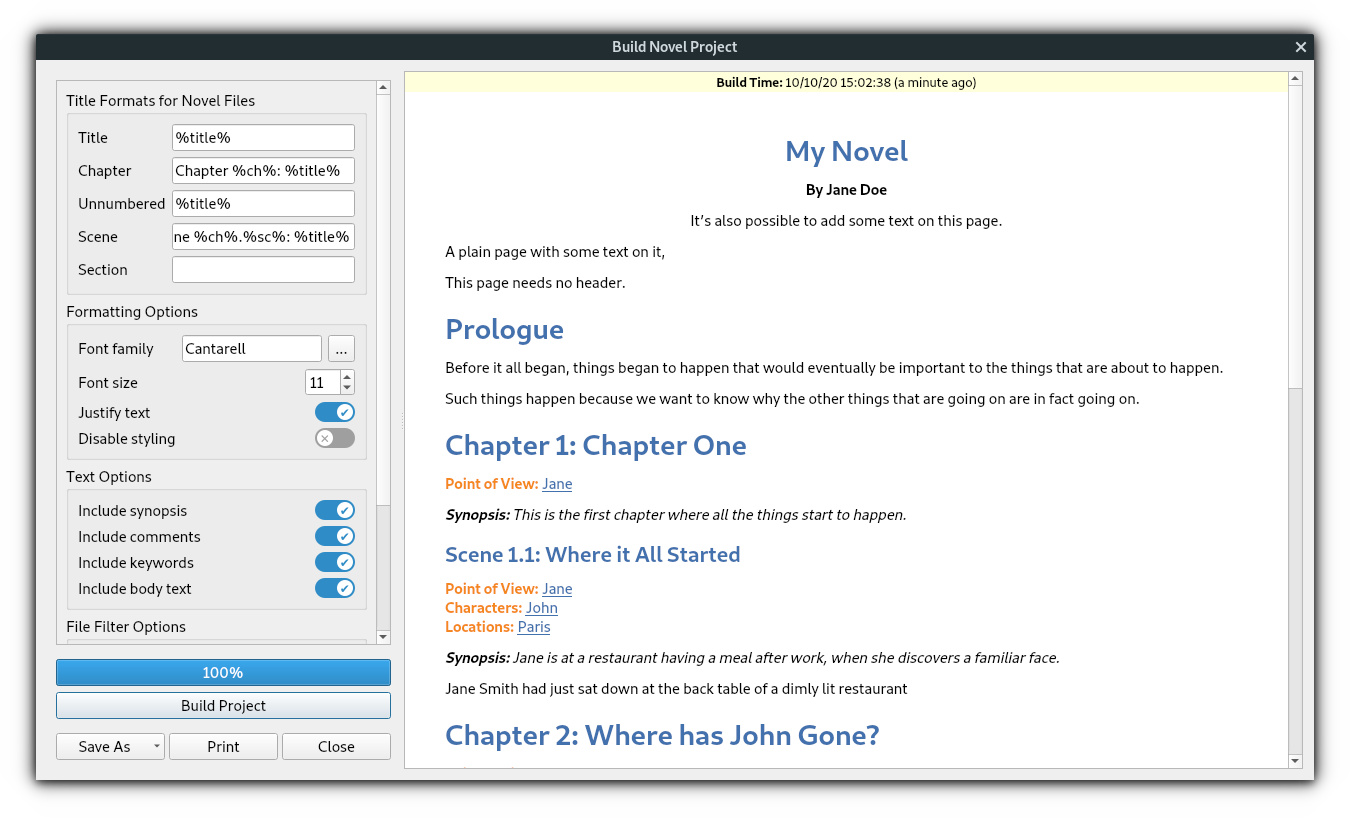 Build Novel Project
Title Formats for Novel Files
Title %title%
Chapter Chapter %ch%: %title%
Unnumbered %title%
Scene ne %ch%.%sc%: %title%
Section
Formatting Options
Font family Cantarell ...
Font size 11
Justify text
Disable styling
Text Options
Include synopsis
Include comments
Include keywords
Include body text
File Filter Options
100%
Build Project
Save As Print Close
Build Time: 10/10/20 15:02:38 (a minute ago)
My Novel
By Jane Doe
It’s also possible to add some text on this page.
A plain page with some text on it,
This page needs no header.
Prologue
Before it all began, things began to happen that would eventually be important to the things that are about to happen.
Such things happen because we want to know why the other things that are going on are in fact going on.
Chapter 1: Chapter One
Point of View: Jane
Synopsis: This is the first chapter where all the things start to happen.
Scene 1.1: Where it All Started
Point of View: Jane
Characters: John
Locations: Paris
Synopsis: Jane is at a restaurant having a meal after work, when she discovers a familiar face.
Jane Smith had just sat down at the back table of a dimly lit restaurant
Chapter 2: Where has John Gone?